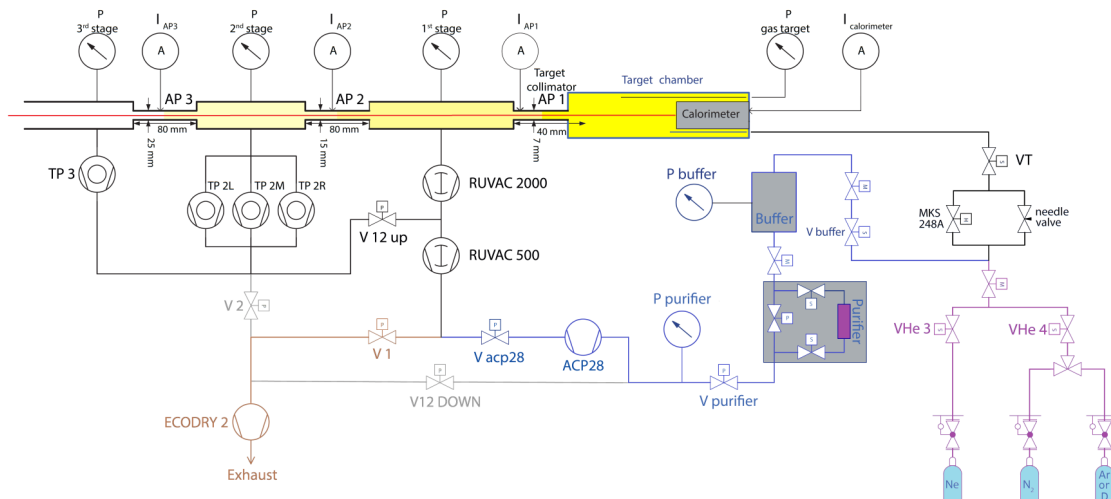 P
3rd stage
I AP3
P
2nd stage
I AP2
P
1st stage
I AP1
P
gas target
I calorimeter
A
A
A
A
Target
collimator
Target chamber
AP 3
AP 2
AP 1
Calorimeter
80 mm
80 mm
40 mm
25 mm
15 mm
7 mm
TP 3
TP 2L
TP 2M
TP 2R
RUVAC 2000
P
V 12 up
RUVAC 500
P buffer
Buffer
M
V buffer
S
M
S
VT
MKS
248A
M
needle
valve
M
V 2
P
P
V 1
P
V acp28
ACP28
P purifier
S
P
S
Purifier
P
V12 DOWN
P
V purifier
VHe 3
S
VHe 4
S
ECODRY 2
Exhaust
Ne
N2
Ar
or
D